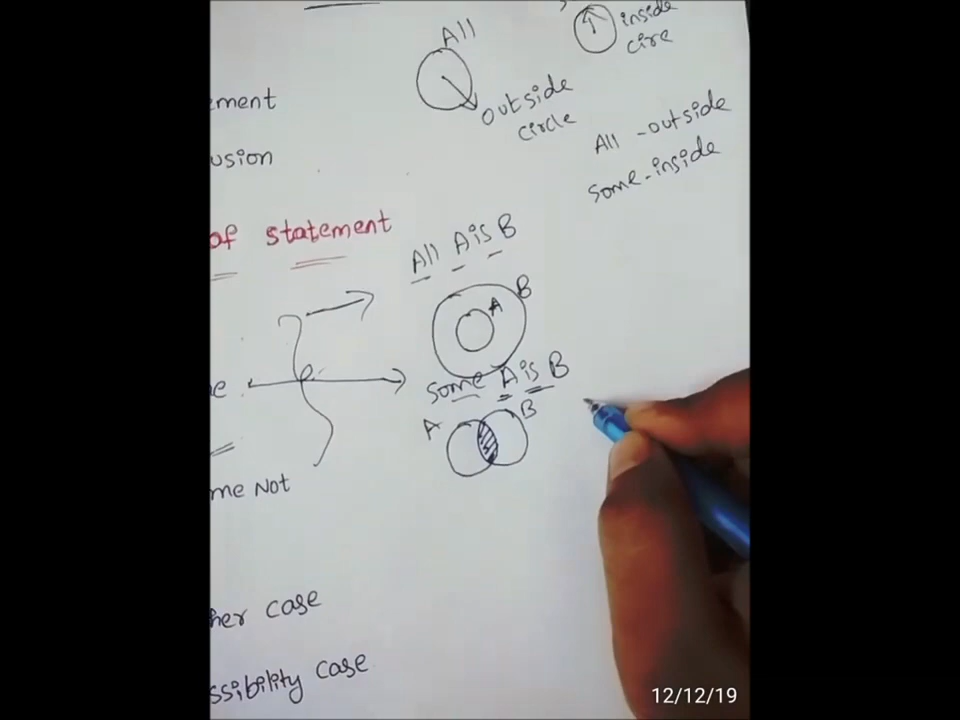 All
inside
circe
outside
circle
ement
All - outside
usion
some - inside
of statement
All A is B
B
A
some A is B
e
A
B
me Not
her case
ssibility case
12/12/19